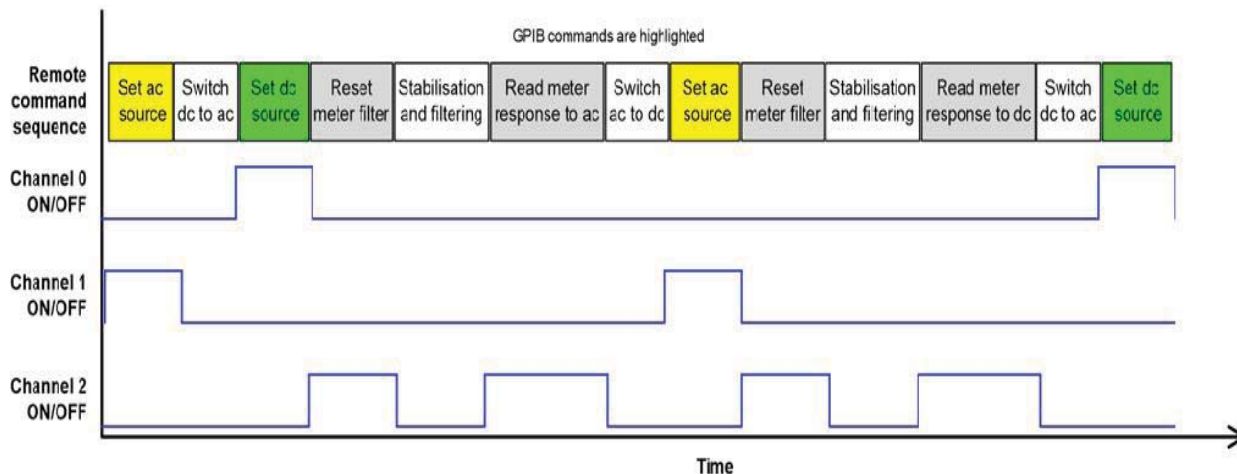 GPIB commands are highlighted
Remote
command
sequence
Set ac
source
Switch
dc to ac
Set dc
source
Reset
meter filter
Stabilisation
and filtering
Read meter
response to ac
Switch
ac to dc
Set ac
source
Reset
meter filter
Stabilisation
and filtering
Read meter
response to dc
Switch
dc to ac
Set dc
source
Channel 0
ON/OFF
Channel 1
ON/OFF
Channel 2
ON/OFF
Time